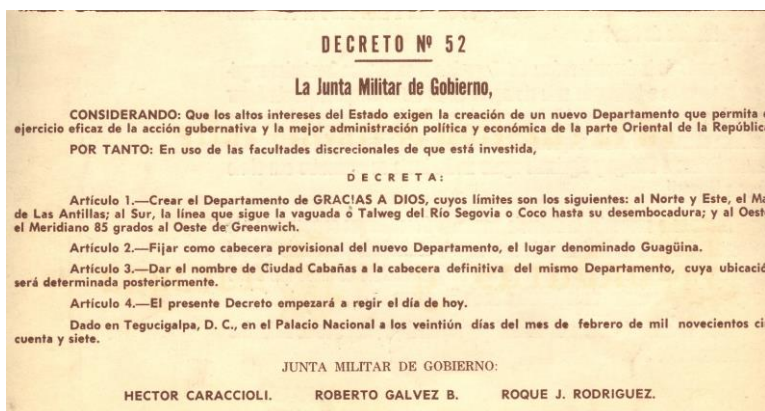 DECRETO Nº 52
La Junta Militar de Gobierno,
CONSIDERANDO: Que los altos intereses del Estado exigen la creación de un nuevo Departamento que permita
ejercicio eficaz de la acción gubernativa y la mejor administración política y económica de la parte Oriental de la Repúblic
POR TANTO: En uso de las facultades discrecionales de que está investida,
DECRETA:
Artículo 1.—Crear el Departamento de GRACIAS A DIOS, cuyos límites son los siguientes: al Norte y Este, el Ma
de Las Antillas; al Sur, la línea que sigue la vaguada o Talweg del Río Segovia o Coco hasta su desembocadura; y al Oest
el Meridiano 85 grados al Oeste de Greenwich.
Artículo 2.—Fijar como cabecera provisional del nuevo Departamento, el lugar denominado Guagüina.
Artículo 3.—Dar el nombre de Ciudad Cabañas a la cabecera definitiva del mismo Departamento, cuya ubicació
será determinada posteriormente.
Artículo 4.—El presente Decreto empezará a regir el día de hoy.
Dado en Tegucigalpa, D. C., en el Palacio Nacional a los veintiún días del mes de febrero de mil novecientos ci
cuenta y siete.
JUNTA MILITAR DE GOBIERNO:
HECTOR CARACCIOLI. ROBERTO GALVEZ B. ROQUE J. RODRIGUEZ.